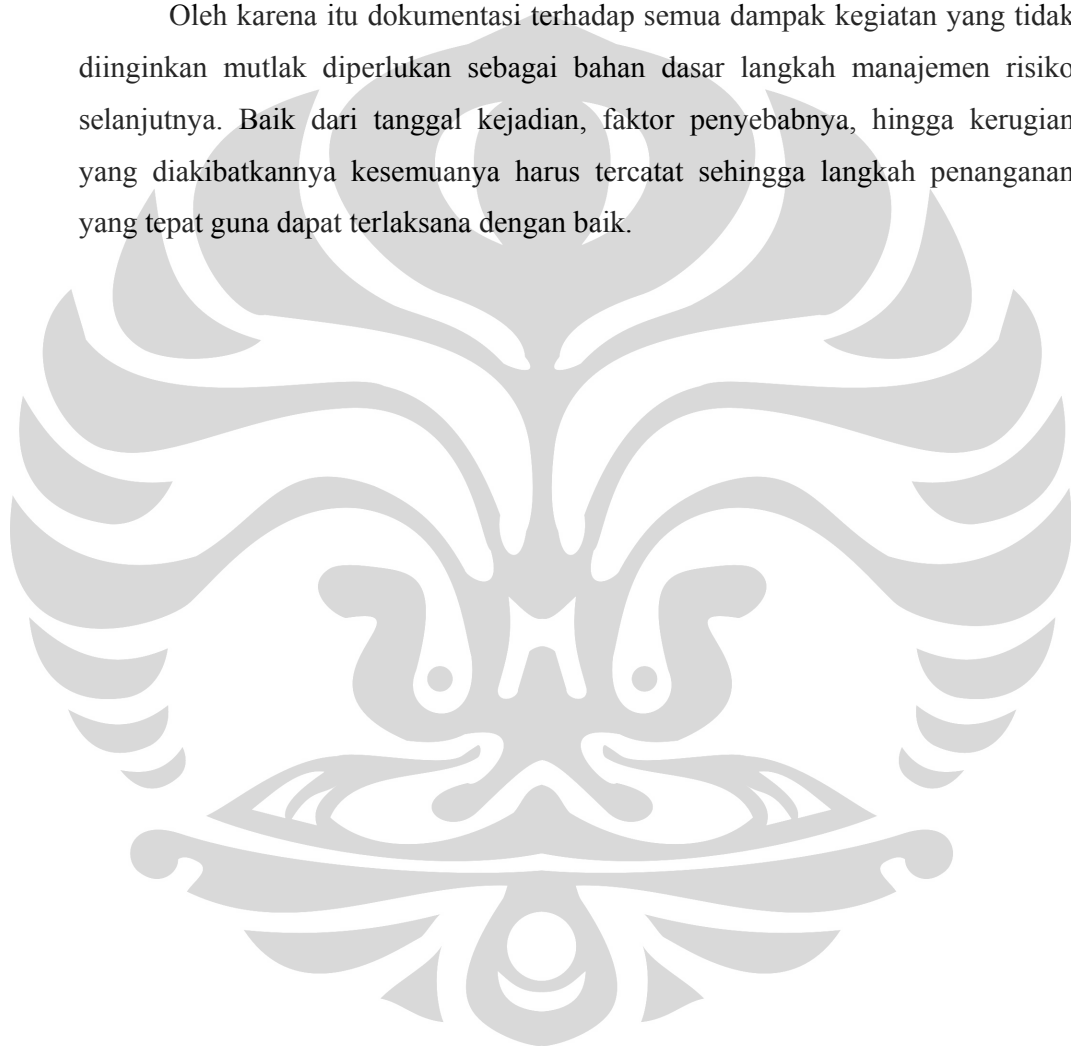 Oleh karena itu dokumentasi terhadap semua dampak kegiatan yang tidak
diinginkan mutlak diperlukan sebagai bahan dasar langkah manajemen risiko
selanjutnya. Baik dari tanggal kejadian, faktor penyebabnya, hingga kerugian
yang diakibatkannya kesemuanya harus tercatat sehingga langkah penanganan
yang tepat guna dapat terlaksana dengan baik.